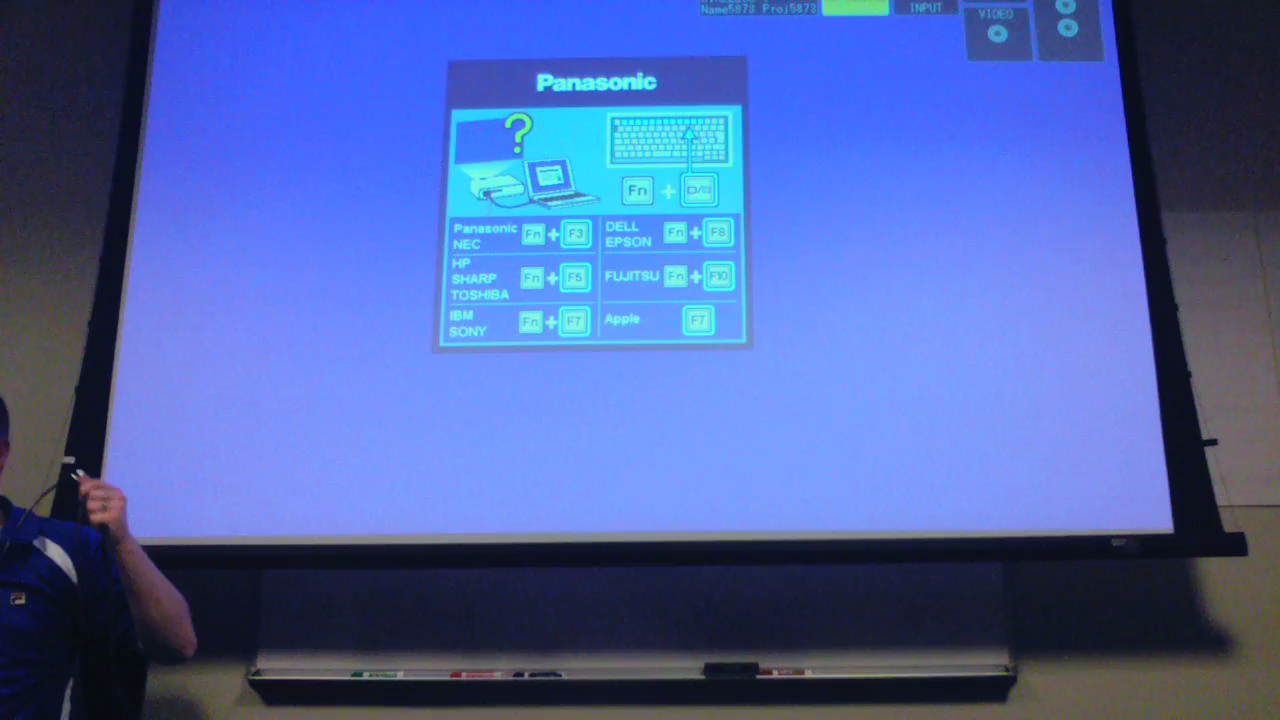 Name5873 Proj5873
INPUT
VIDEO
Panasonic
?
Fn + D/▤
Panasonic
NEC
Fn + F3
DELL
EPSON
Fn + F8
HP
SHARP
TOSHIBA
Fn + F5
FUJITSU
Fn + F10
IBM
SONY
Fn + F7
Apple
F7